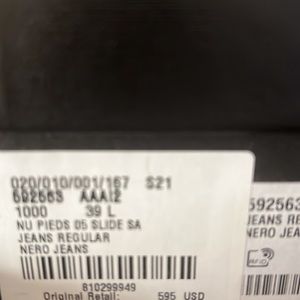 020/010/001/167 S21
592563 AAAI2
1000 39 L
NU PIEDS 05 SLIDE SA
JEANS REGULAR
NERO JEANS
810299949
Original Retail: 595 USD
592563
JEANS RE
NERO JEA
RFID